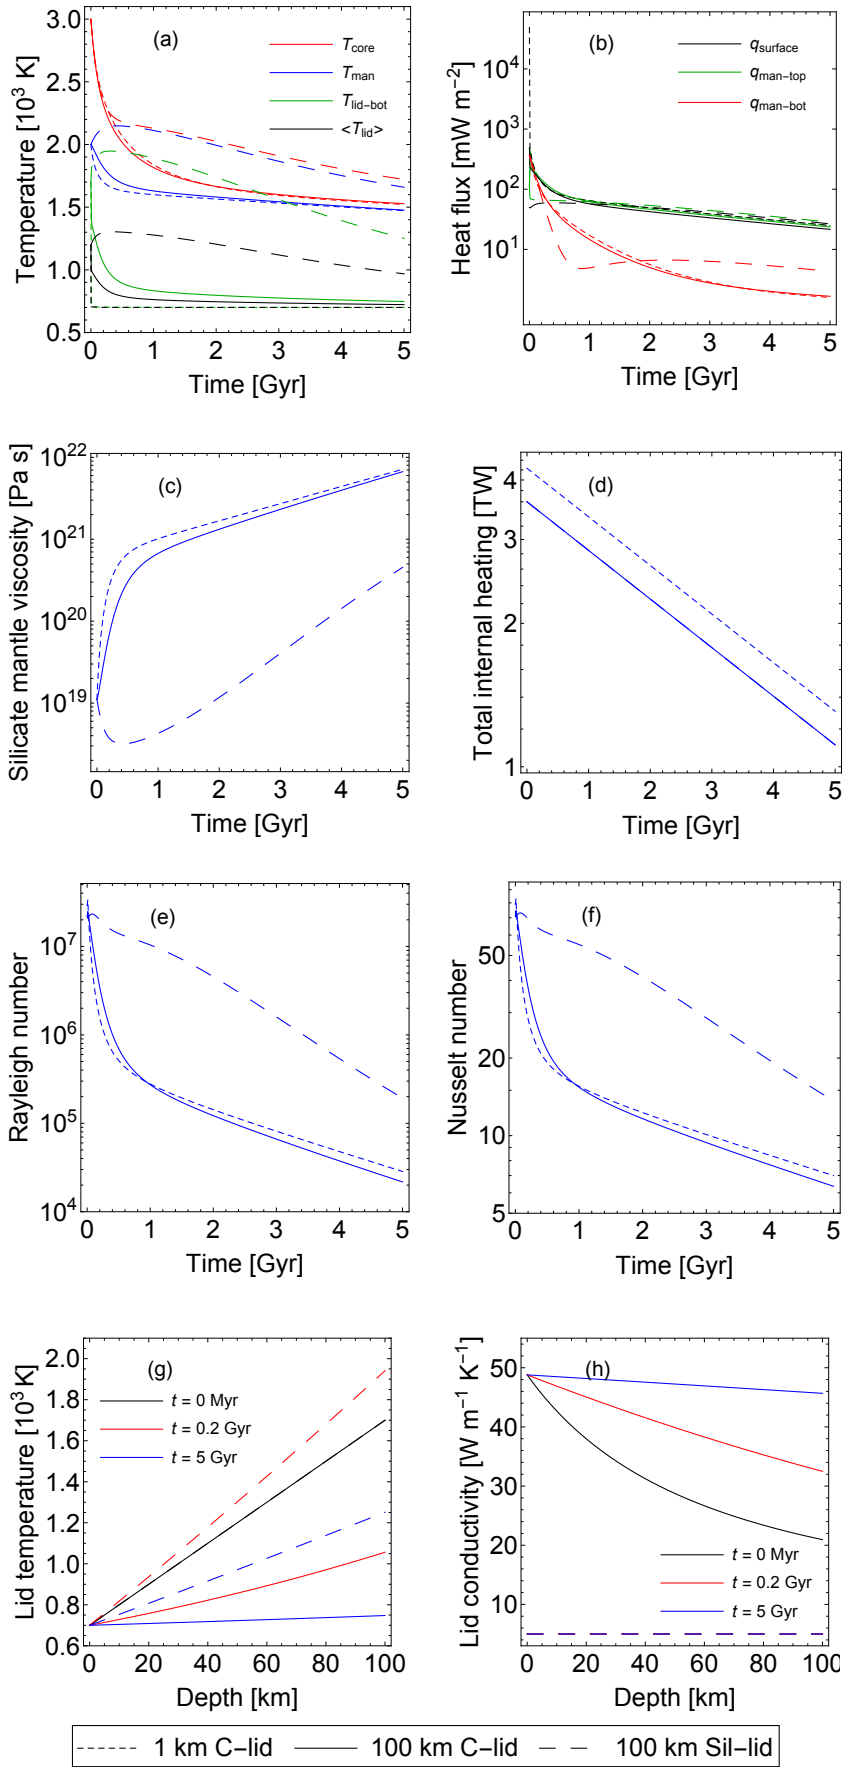 (a)
T_core
T_man
T_lid−bot
<T_lid>
Temperature [10³ K]
3.0
2.5
2.0
1.5
1.0
0.5
0 1 2 3 4 5
Time [Gyr]
(b)
q_surface
q_man−top
q_man−bot
Heat flux [mW m⁻²]
10⁴
10³
10²
10¹
0 1 2 3 4 5
Time [Gyr]
(c)
Silicate mantle viscosity [Pa s]
10²²
10²¹
10²⁰
10¹⁹
0 1 2 3 4 5
Time [Gyr]
(d)
Total internal heating [TW]
4
3
2
1
0 1 2 3 4 5
Time [Gyr]
(e)
Rayleigh number
10⁷
10⁶
10⁵
10⁴
0 1 2 3 4 5
Time [Gyr]
(f)
Nusselt number
50
20
10
5
0 1 2 3 4 5
Time [Gyr]
(g)
t = 0 Myr
t = 0.2 Gyr
t = 5 Gyr
Lid temperature [10³ K]
2.0
1.8
1.6
1.4
1.2
1.0
0.8
0.6
0 20 40 60 80 100
Depth [km]
(h)
t = 0 Myr
t = 0.2 Gyr
t = 5 Gyr
Lid conductivity [W m⁻¹ K⁻¹]
50
40
30
20
10
0 20 40 60 80 100
Depth [km]
1 km C−lid 100 km C−lid 100 km Sil−lid